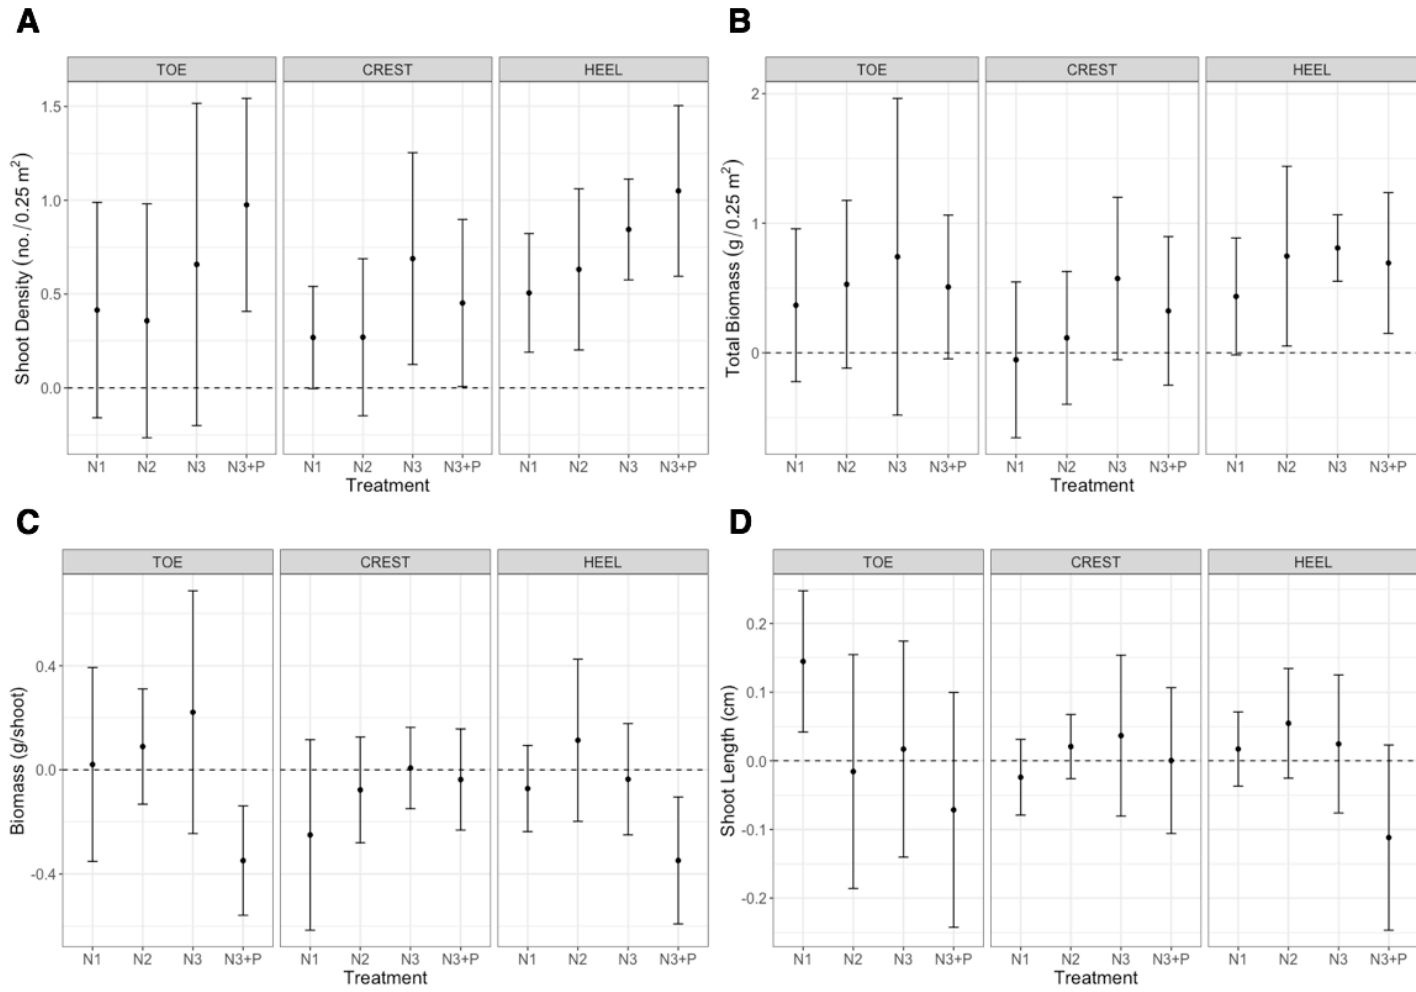 A
TOE CREST HEEL
Shoot Density (no./0.25 m²)
1.5
1.0
0.5
0.0
N1 N2 N3 N3+P N1 N2 N3 N3+P N1 N2 N3 N3+P
Treatment
B
TOE CREST HEEL
Total Biomass (g/0.25 m²)
2
1
0
N1 N2 N3 N3+P N1 N2 N3 N3+P N1 N2 N3 N3+P
Treatment
C
TOE CREST HEEL
Biomass (g/shoot)
0.4
0.0
-0.4
N1 N2 N3 N3+P N1 N2 N3 N3+P N1 N2 N3 N3+P
Treatment
D
TOE CREST HEEL
Shoot Length (cm)
0.2
0.1
0.0
-0.1
-0.2
N1 N2 N3 N3+P N1 N2 N3 N3+P N1 N2 N3 N3+P
Treatment